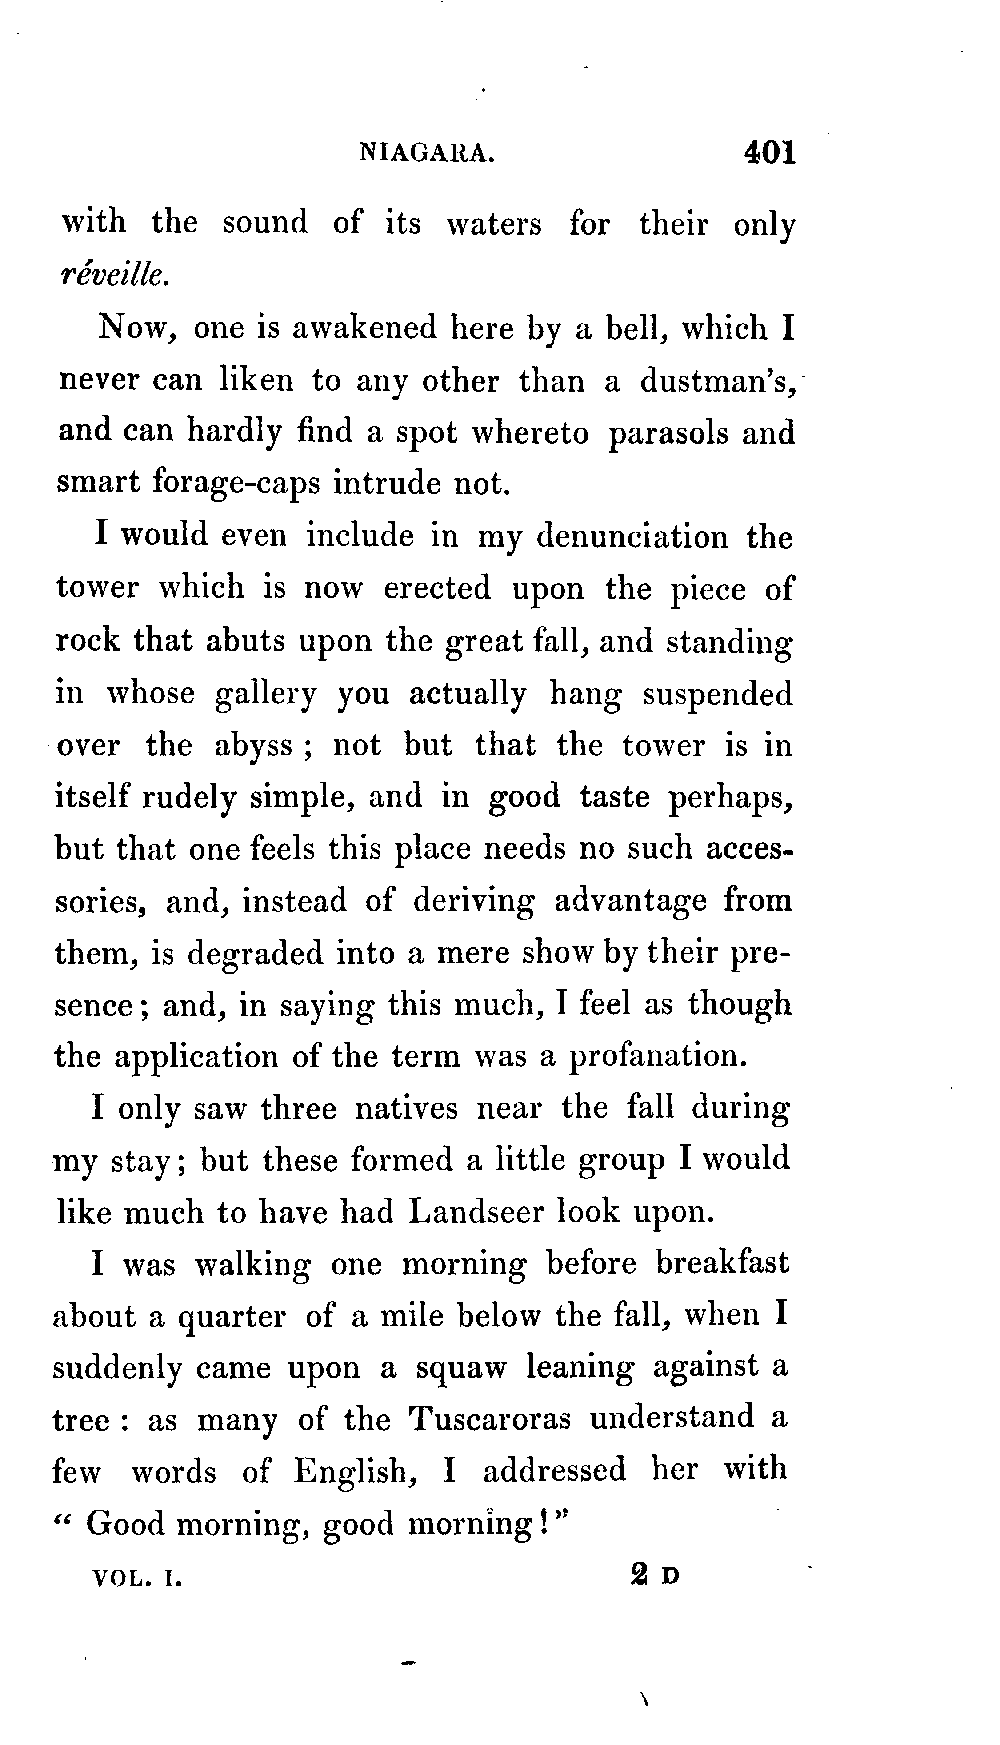 NIAGARA. 401
with the sound of its waters for their only
réveille.
Now, one is awakened here by a bell, which I
never can liken to any other than a dustman's,
and can hardly find a spot whereto parasols and
smart forage-caps intrude not.
I would even include in my denunciation the
tower which is now erected upon the piece of
rock that abuts upon the great fall, and standing
in whose gallery you actually hang suspended
over the abyss ; not but that the tower is in
itself rudely simple, and in good taste perhaps,
but that one feels this place needs no such acces-
sories, and, instead of deriving advantage from
them, is degraded into a mere show by their pre-
sence ; and, in saying this much, I feel as though
the application of the term was a profanation.
I only saw three natives near the fall during
my stay ; but these formed a little group I would
like much to have had Landseer look upon.
I was walking one morning before breakfast
about a quarter of a mile below the fall, when I
suddenly came upon a squaw leaning against a
tree : as many of the Tuscaroras understand a
few words of English, I addressed her with
“ Good morning, good morning ! ”
VOL. I. 2 D